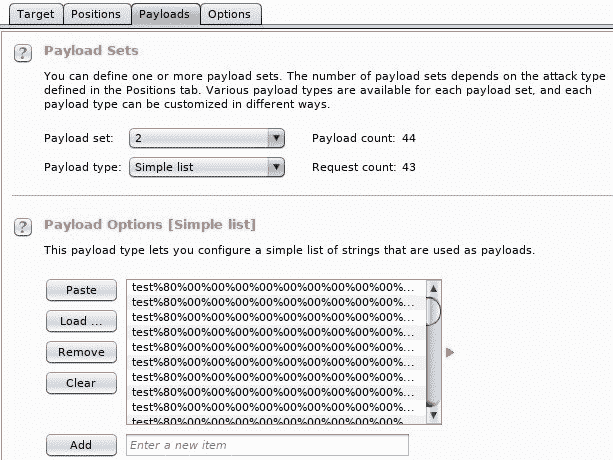 Target Positions Payloads Options
? Payload Sets
You can define one or more payload sets. The number of payload sets depends on the attack type
defined in the Positions tab. Various payload types are available for each payload set, and each
payload type can be customized in different ways.
Payload set: 2 Payload count: 44
Payload type: Simple list Request count: 43
? Payload Options [Simple list]
This payload type lets you configure a simple list of strings that are used as payloads.
Paste
Load ...
Remove
Clear
test%80%00%00%00%00%00%00%00%00%00%...
test%80%00%00%00%00%00%00%00%00%00%...
test%80%00%00%00%00%00%00%00%00%00%...
test%80%00%00%00%00%00%00%00%00%00%...
test%80%00%00%00%00%00%00%00%00%00%...
test%80%00%00%00%00%00%00%00%00%00%...
test%80%00%00%00%00%00%00%00%00%00%...
test%80%00%00%00%00%00%00%00%00%00%...
test%80%00%00%00%00%00%00%00%00%00%...
test%80%00%00%00%00%00%00%00%00%00%...
Add Enter a new item